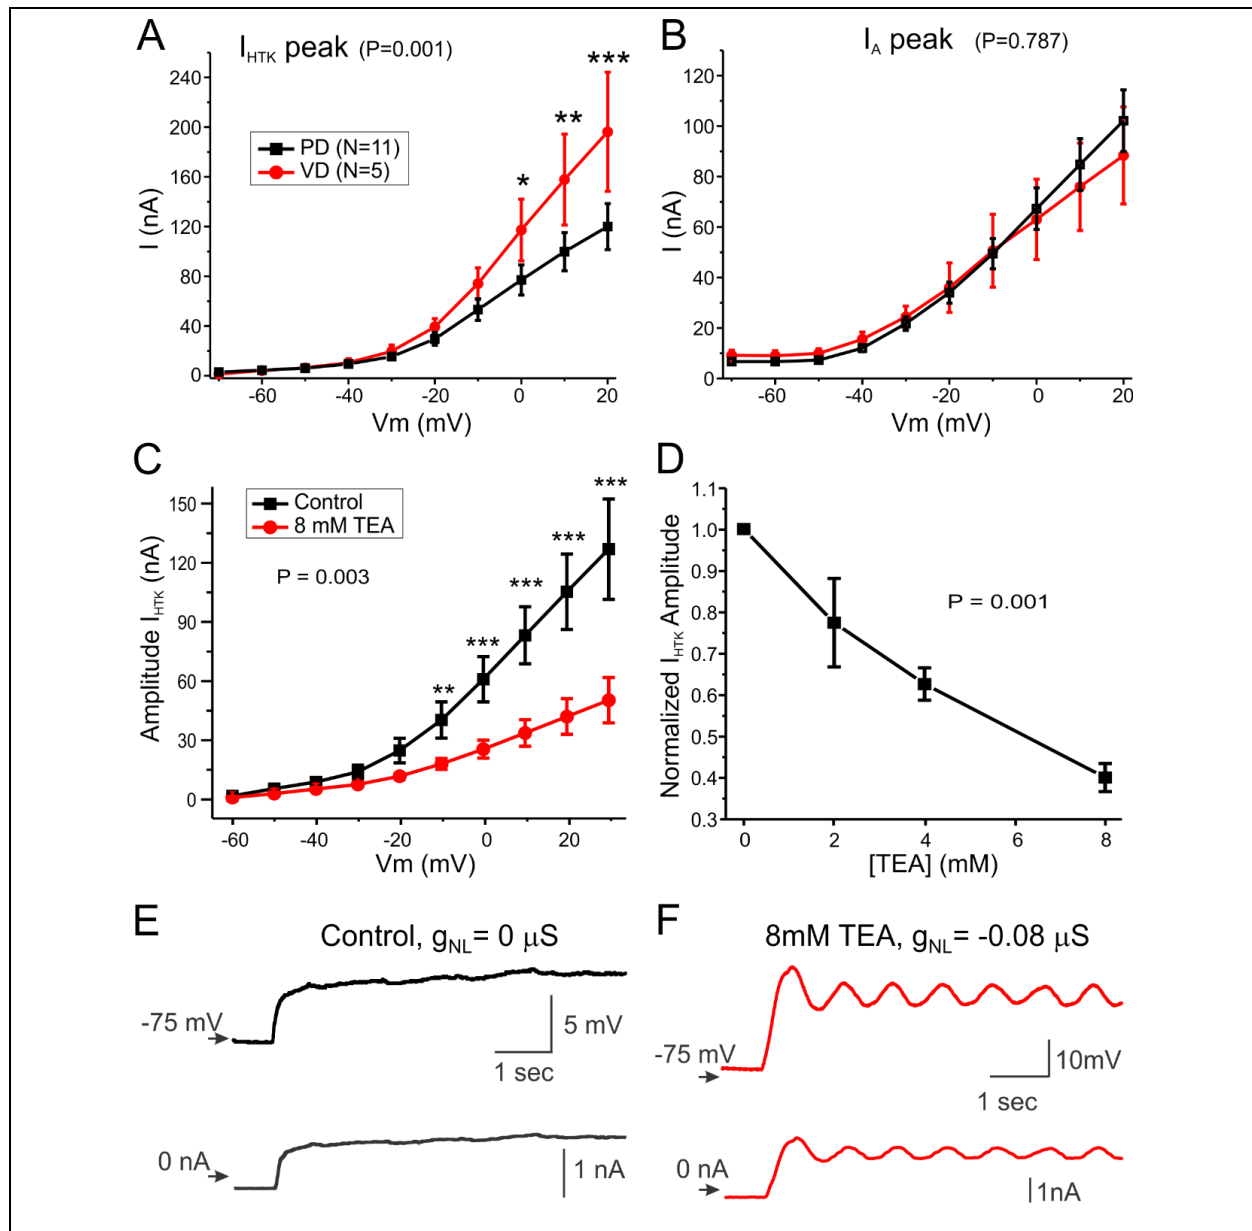 A
I_HTK peak (P=0.001)
240
200
160
120
80
40
0
I (nA)
PD (N=11)
VD (N=5)
*
**
***
-60
-40
-20
0
20
Vm (mV)
B
I_A peak (P=0.787)
120
100
80
60
40
20
0
I (nA)
-60
-40
-20
0
20
Vm (mV)
C
150
120
90
60
30
0
Amplitude I_HTK (nA)
Control
8 mM TEA
P = 0.003
**
***
***
***
***
-60
-40
-20
0
20
Vm (mV)
D
1.1
1.0
0.9
0.8
0.7
0.6
0.5
0.4
0.3
Normalized I_HTK Amplitude
P = 0.001
0
2
4
6
8
[TEA] (mM)
E
Control, g_NL= 0 μS
-75 mV
5 mV
1 sec
0 nA
1 nA
F
8mM TEA, g_NL= -0.08 μS
-75 mV
10mV
1 sec
0 nA
1nA